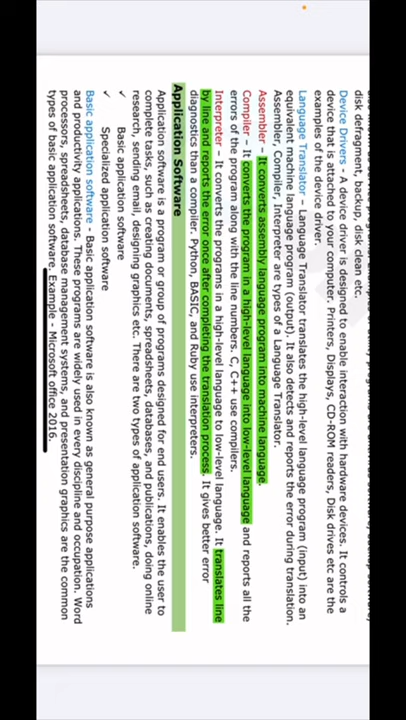 disk defragment, backup, disk clean etc.
Device Drivers - A device driver is designed to enable interaction with hardware devices. It controls a
device that is attached to your computer. Printers, Displays, CD-ROM readers, Disk drives etc are the
examples of the device driver.
Language Translator – Language Translator translates the high-level language program (input) into an
equivalent machine language program (output). It also detects and reports the error during translation.
Assembler, Compiler, Interpreter are types of a Language Translator.
Assembler – It converts assembly language program into machine language.
Compiler – It converts the program in a high-level language into low-level language and reports all the
errors of the program along with the line numbers. C, C++ use compilers.
Interpreter – It converts the programs in a high-level language to low-level language. It translates line
by line and reports the error once after completing the translation process. It gives better error
diagnostics than a compiler. Python, BASIC, and Ruby use interpreters.
Application Software
Application software is a program or group of programs designed for end users. It enables the user to
complete tasks, such as creating documents, spreadsheets, databases, and publications, doing online
research, sending email, designing graphics etc. There are two types of application software.
✓ Basic application software
✓ Specialized application software
Basic application software - Basic application software is also known as general purpose applications
and productivity applications. These programs are widely used in every discipline and occupation. Word
processors, spreadsheets, database management systems, and presentation graphics are the common
types of basic application software. Example - Microsoft office 2016.